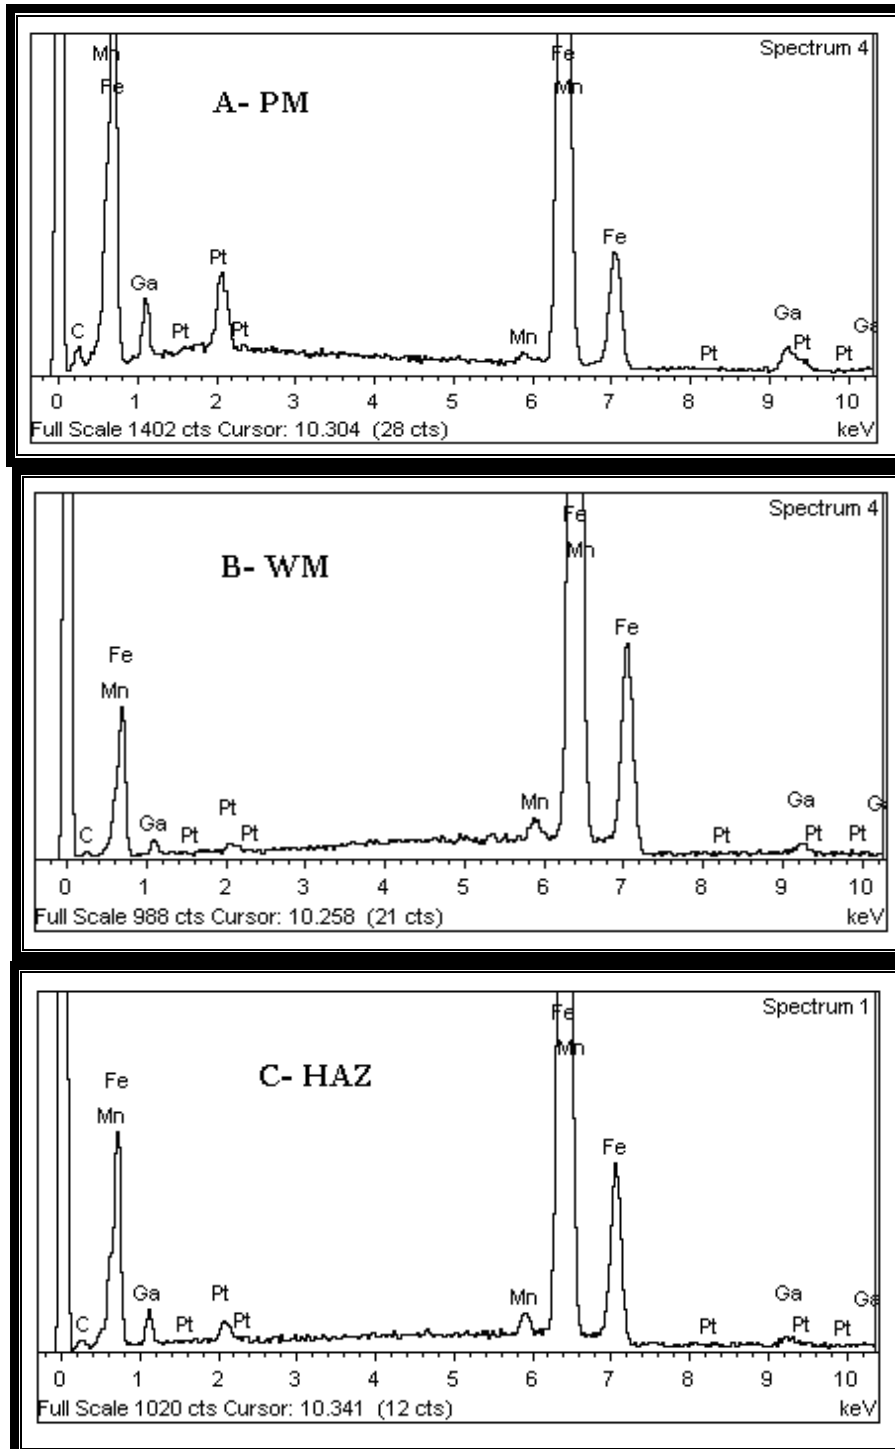 Spectrum 4
A- PM
Mn
Fe
C
Ga
Pt
Pt
Pt
Mn
Fe
Mn
Fe
Pt
Ga
Pt
Pt
Ga
0 1 2 3 4 5 6 7 8 9 10
Full Scale 1402 cts Cursor: 10.304 (28 cts) keV
Spectrum 4
B- WM
Fe
Mn
C
Ga
Pt
Pt
Pt
Mn
Fe
Mn
Fe
Pt
Ga
Pt
Pt
Ga
0 1 2 3 4 5 6 7 8 9 10
Full Scale 988 cts Cursor: 10.258 (21 cts) keV
Spectrum 1
C- HAZ
Fe
Mn
C
Ga
Pt
Pt
Pt
Mn
Fe
Mn
Fe
Pt
Ga
Pt
Pt
Ga
0 1 2 3 4 5 6 7 8 9 10
Full Scale 1020 cts Cursor: 10.341 (12 cts) keV